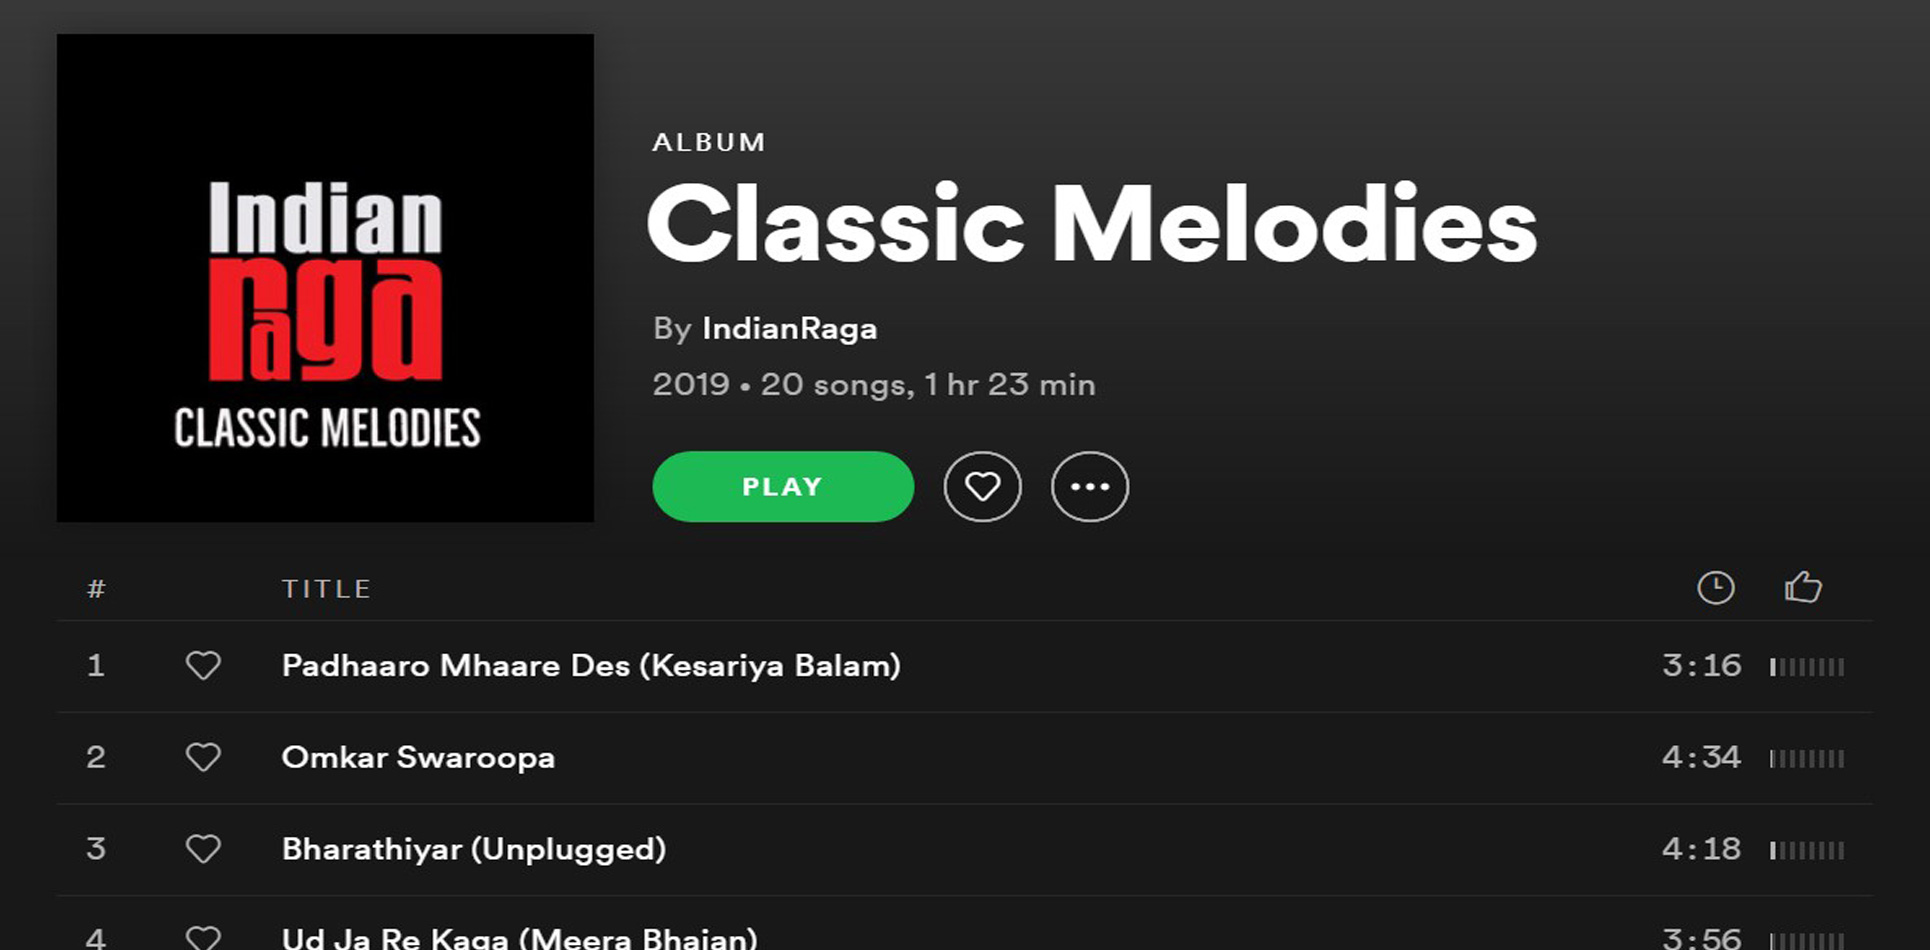 Indian
raga
CLASSIC MELODIES
ALBUM
Classic Melodies
By IndianRaga
2019 • 20 songs, 1 hr 23 min
PLAY
# TITLE
1 Padhaaro Mhaare Des (Kesariya Balam) 3:16
2 Omkar Swaroopa 4:34
3 Bharathiyar (Unplugged) 4:18
4 Ud Ja Re Kaga (Meera Bhajan) 3:56